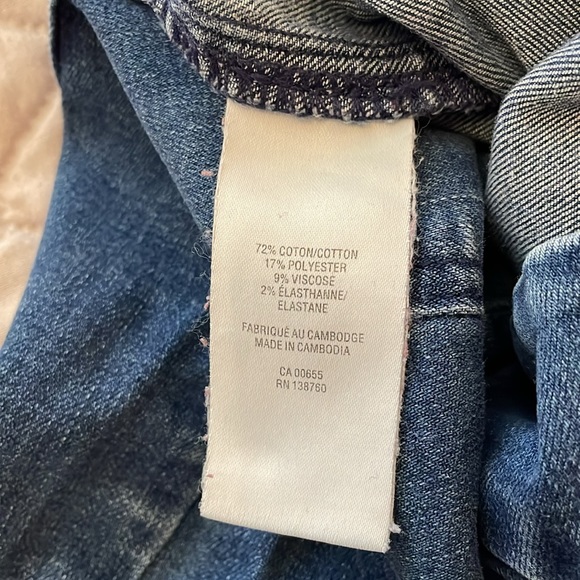 72% COTON/COTTON
17% POLYESTER
9% VISCOSE
2% ÉLASTHANNE/
ELASTANE
FABRIQUÉ AU CAMBODGE
MADE IN CAMBODIA
CA 00655
RN 138760